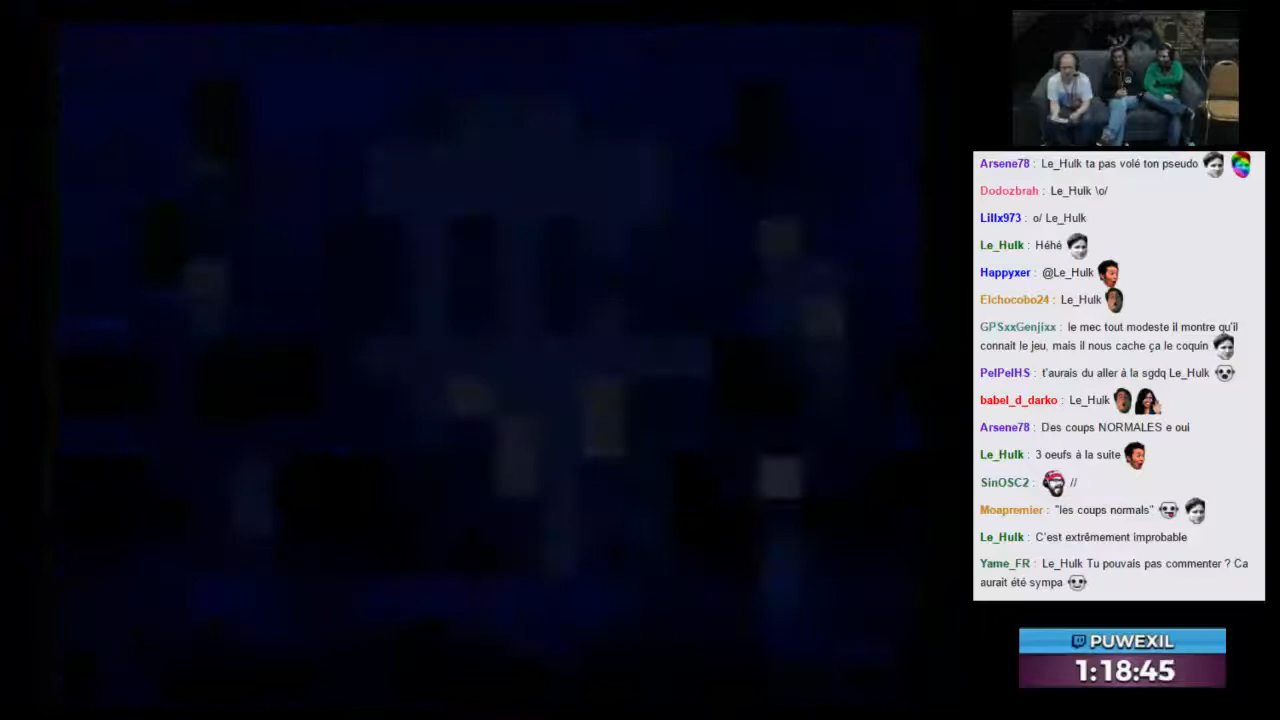 Arsene78 : Le_Hulk ta pas volé ton pseudo
Dodozbrah : Le_Hulk \o/
Lillx973 : o/ Le_Hulk
Le_Hulk : Héhé
Happyxer : @Le_Hulk
Elchocobo24 : Le_Hulk
GPSxxGenjixx : le mec tout modeste il montre qu'il
connait le jeu, mais il nous cache ça le coquin
PelPelHS : t'aurais du aller à la sgdq Le_Hulk
babel_d_darko : Le_Hulk
Arsene78 : Des coups NORMALES e oui
Le_Hulk : 3 oeufs à la suite
SinOSC2 : //
Moapremier : "les coups normals"
Le_Hulk : C'est extrêmement improbable
Yame_FR : Le_Hulk Tu pouvais pas commenter ? Ca
aurait été sympa
PUWEXIL
1:18:45